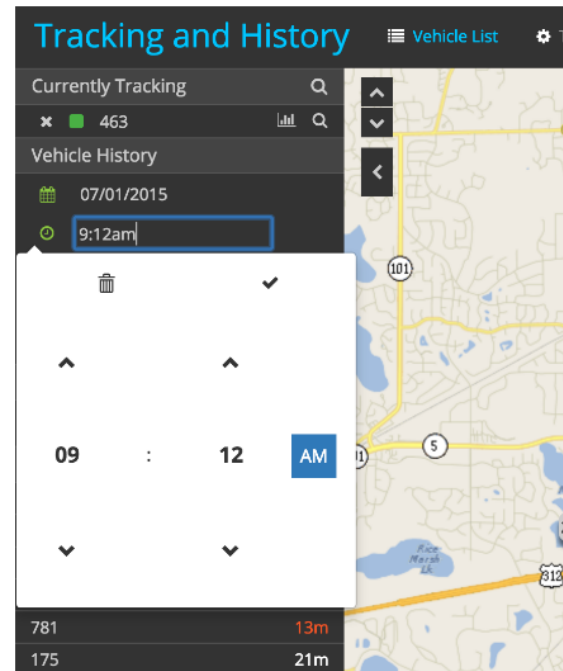 Tracking and History
Vehicle List
Currently Tracking
463
Vehicle History
07/01/2015
9:12am
09 : 12 AM
781 13m
175 21m
101
5
Rice
Marsh
Lk
312